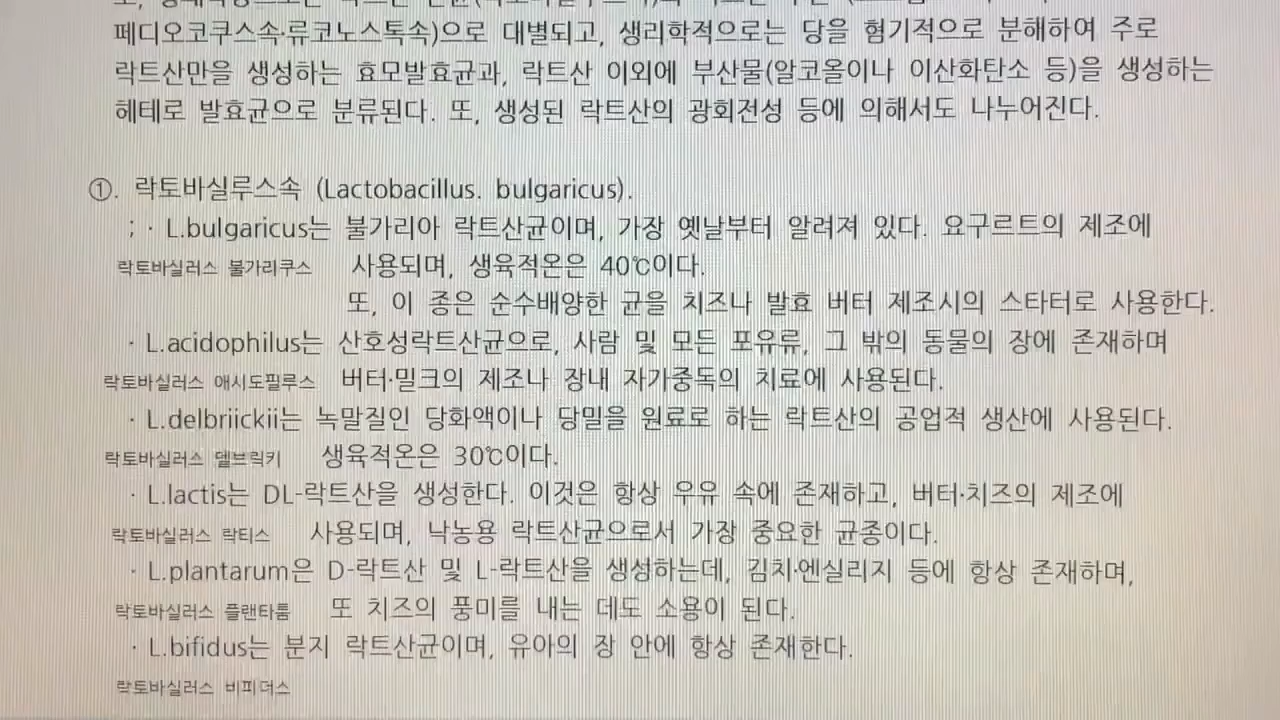 페디오코쿠스속·류코노스톡속)으로 대별되고, 생리학적으로는 당을 혐기적으로 분해하여 주로
락트산만을 생성하는 효모발효균과, 락트산 이외에 부산물(알코올이나 이산화탄소 등)을 생성하는
헤테로 발효균으로 분류된다. 또, 생성된 락트산의 광회전성 등에 의해서도 나누어진다.
①. 락토바실루스속 (Lactobacillus. bulgaricus).
; · L.bulgaricus는 불가리아 락트산균이며, 가장 옛날부터 알려져 있다. 요구르트의 제조에
락토바실러스 불가리쿠스 사용되며, 생육적온은 40℃이다.
또, 이 종은 순수배양한 균을 치즈나 발효 버터 제조시의 스타터로 사용한다.
· L.acidophilus는 산호성락트산균으로, 사람 및 모든 포유류, 그 밖의 동물의 장에 존재하며
락토바실러스 애시도필루스 버터·밀크의 제조나 장내 자가중독의 치료에 사용된다.
· L.delbriickii는 녹말질인 당화액이나 당밀을 원료로 하는 락트산의 공업적 생산에 사용된다.
락토바실러스 델브릭키 생육적온은 30℃이다.
· L.lactis는 DL-락트산을 생성한다. 이것은 항상 우유 속에 존재하고, 버터·치즈의 제조에
락토바실러스 락티스 사용되며, 낙농용 락트산균으로서 가장 중요한 균종이다.
· L.plantarum은 D-락트산 및 L-락트산을 생성하는데, 김치·엔실리지 등에 항상 존재하며,
락토바실러스 플랜타룸 또 치즈의 풍미를 내는 데도 소용이 된다.
· L.bifidus는 분지 락트산균이며, 유아의 장 안에 항상 존재한다.
락토바실러스 비피더스